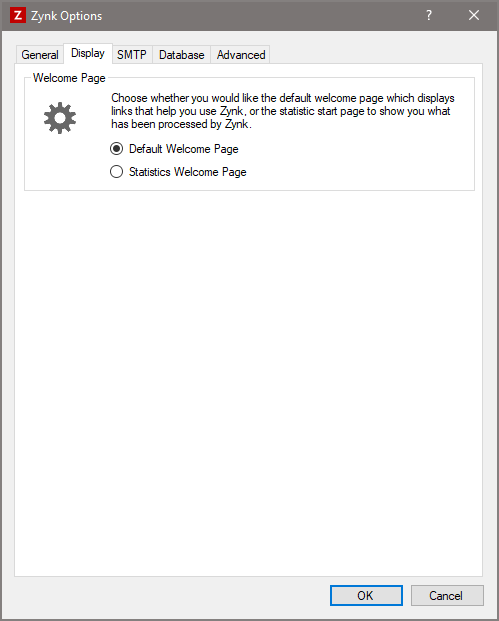 Z Zynk Options ?
General Display SMTP Database Advanced
Welcome Page
Choose whether you would like the default welcome page which displays
links that help you use Zynk, or the statistic start page to show you what
has been processed by Zynk.
Default Welcome Page
Statistics Welcome Page
OK Cancel